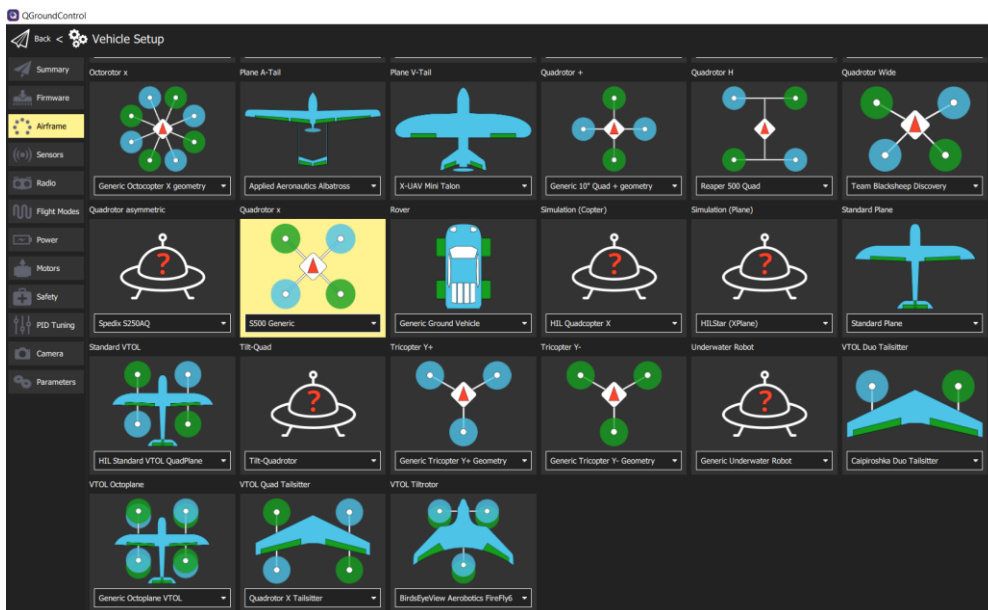 QGroundControl
Back < Vehicle Setup
Summary
Firmware
Airframe
Sensors
Radio
Flight Modes
Power
Motors
Safety
PID Tuning
Camera
Parameters
Octorotor x
Plane A-Tail
Plane V-Tail
Quadrotor +
Quadrotor H
Quadrotor Wide
Generic Octocopter X geometry
Applied Aeronautics Albatross
X-UAV Mini Talon
Generic 10" Quad + geometry
Reaper 500 Quad
Team Blacksheep Discovery
Quadrotor asymmetric
Quadrotor x
Rover
Simulation (Copter)
Simulation (Plane)
Standard Plane
?
?
?
Spedix S250AQ
S500 Generic
Generic Ground Vehicle
HIL Quadcopter X
HILStar (XPlane)
Standard Plane
Standard VTOL
Tilt-Quad
Tricopter Y+
Tricopter Y-
Underwater Robot
VTOL Duo Tailsitter
?
?
HIL Standard VTOL QuadPlane
Tilt-Quadrotor
Generic Tricopter Y+ Geometry
Generic Tricopter Y- Geometry
Generic Underwater Robot
Caipiroshka Duo Tailsitter
VTOL Octoplane
VTOL Quad Tailsitter
VTOL Tiltrotor
Generic Octoplane VTOL
Quadrotor X Tailsitter
BirdsEyeView Aerobotics FireFly6